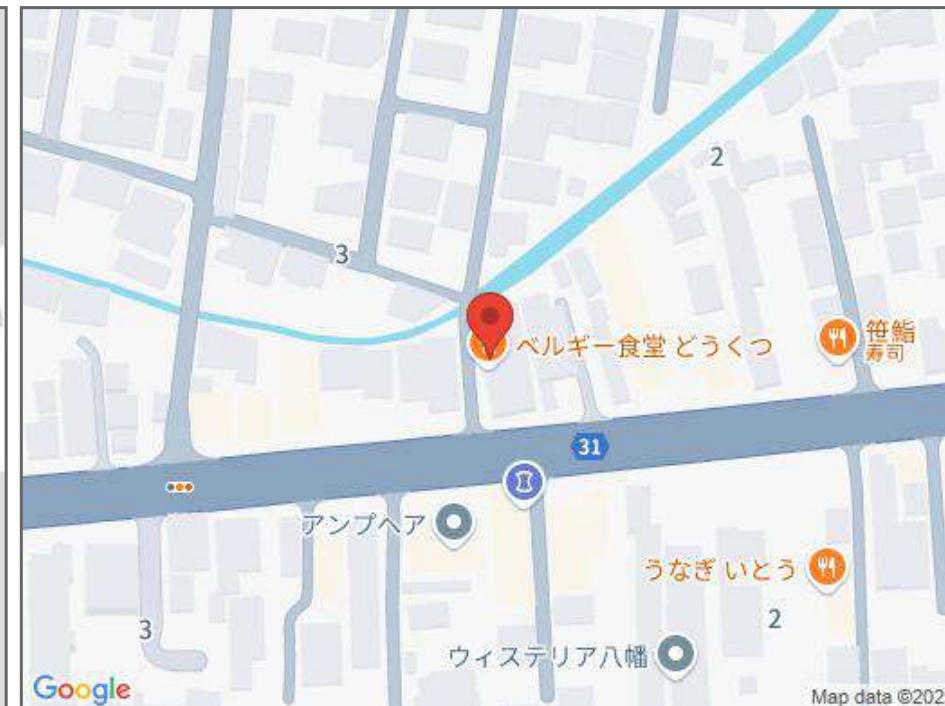 2
3
ベルギー食堂 どうくつ
笹鮨
寿司
31
アンプヘア
うなぎ いとう
3
2
ウィステリア八幡
Google
Map data ©202